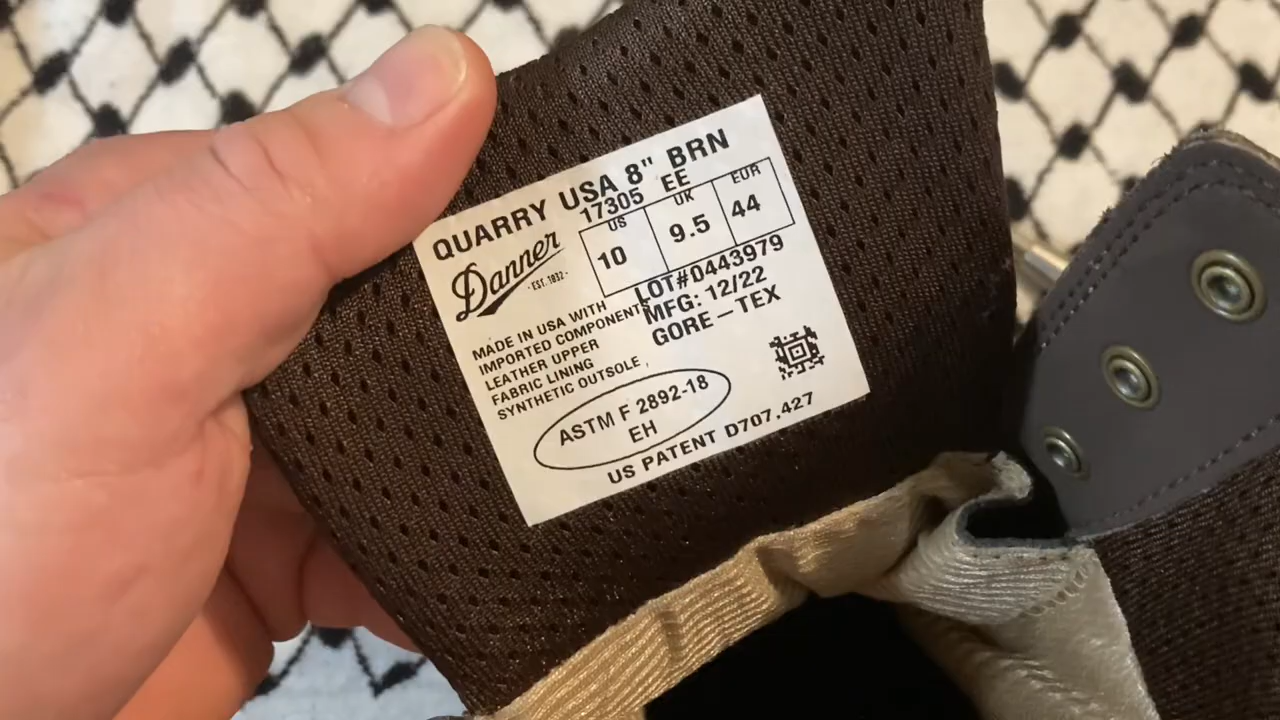 QUARRY USA 8" BRN
17305 EE
Danner
-EST. 1932-
US UK EUR
10 9.5 44
LOT#0443979
MFG: 12/22
GORE-TEX
MADE IN USA WITH
IMPORTED COMPONENTS
LEATHER UPPER
FABRIC LINING
SYNTHETIC OUTSOLE
ASTM F 2892-18
EH
US PATENT D707,427